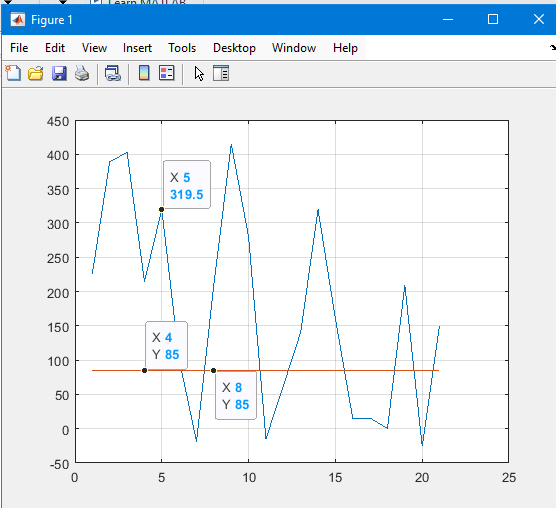 Learn MATLAB
Figure 1
File Edit View Insert Tools Desktop Window Help
450
400
350
300
250
200
150
100
50
0
-50
X 5
319.5
X 4
Y 85
X 8
Y 85
0 5 10 15 20 25